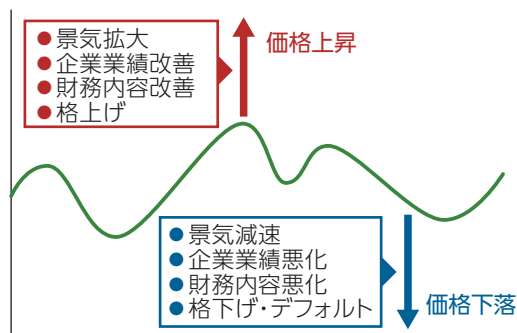 ●景気拡大
●企業業績改善
●財務内容改善
●格上げ
価格上昇
●景気減速
●企業業績悪化
●財務内容悪化
●格下げ・デフォルト
価格下落